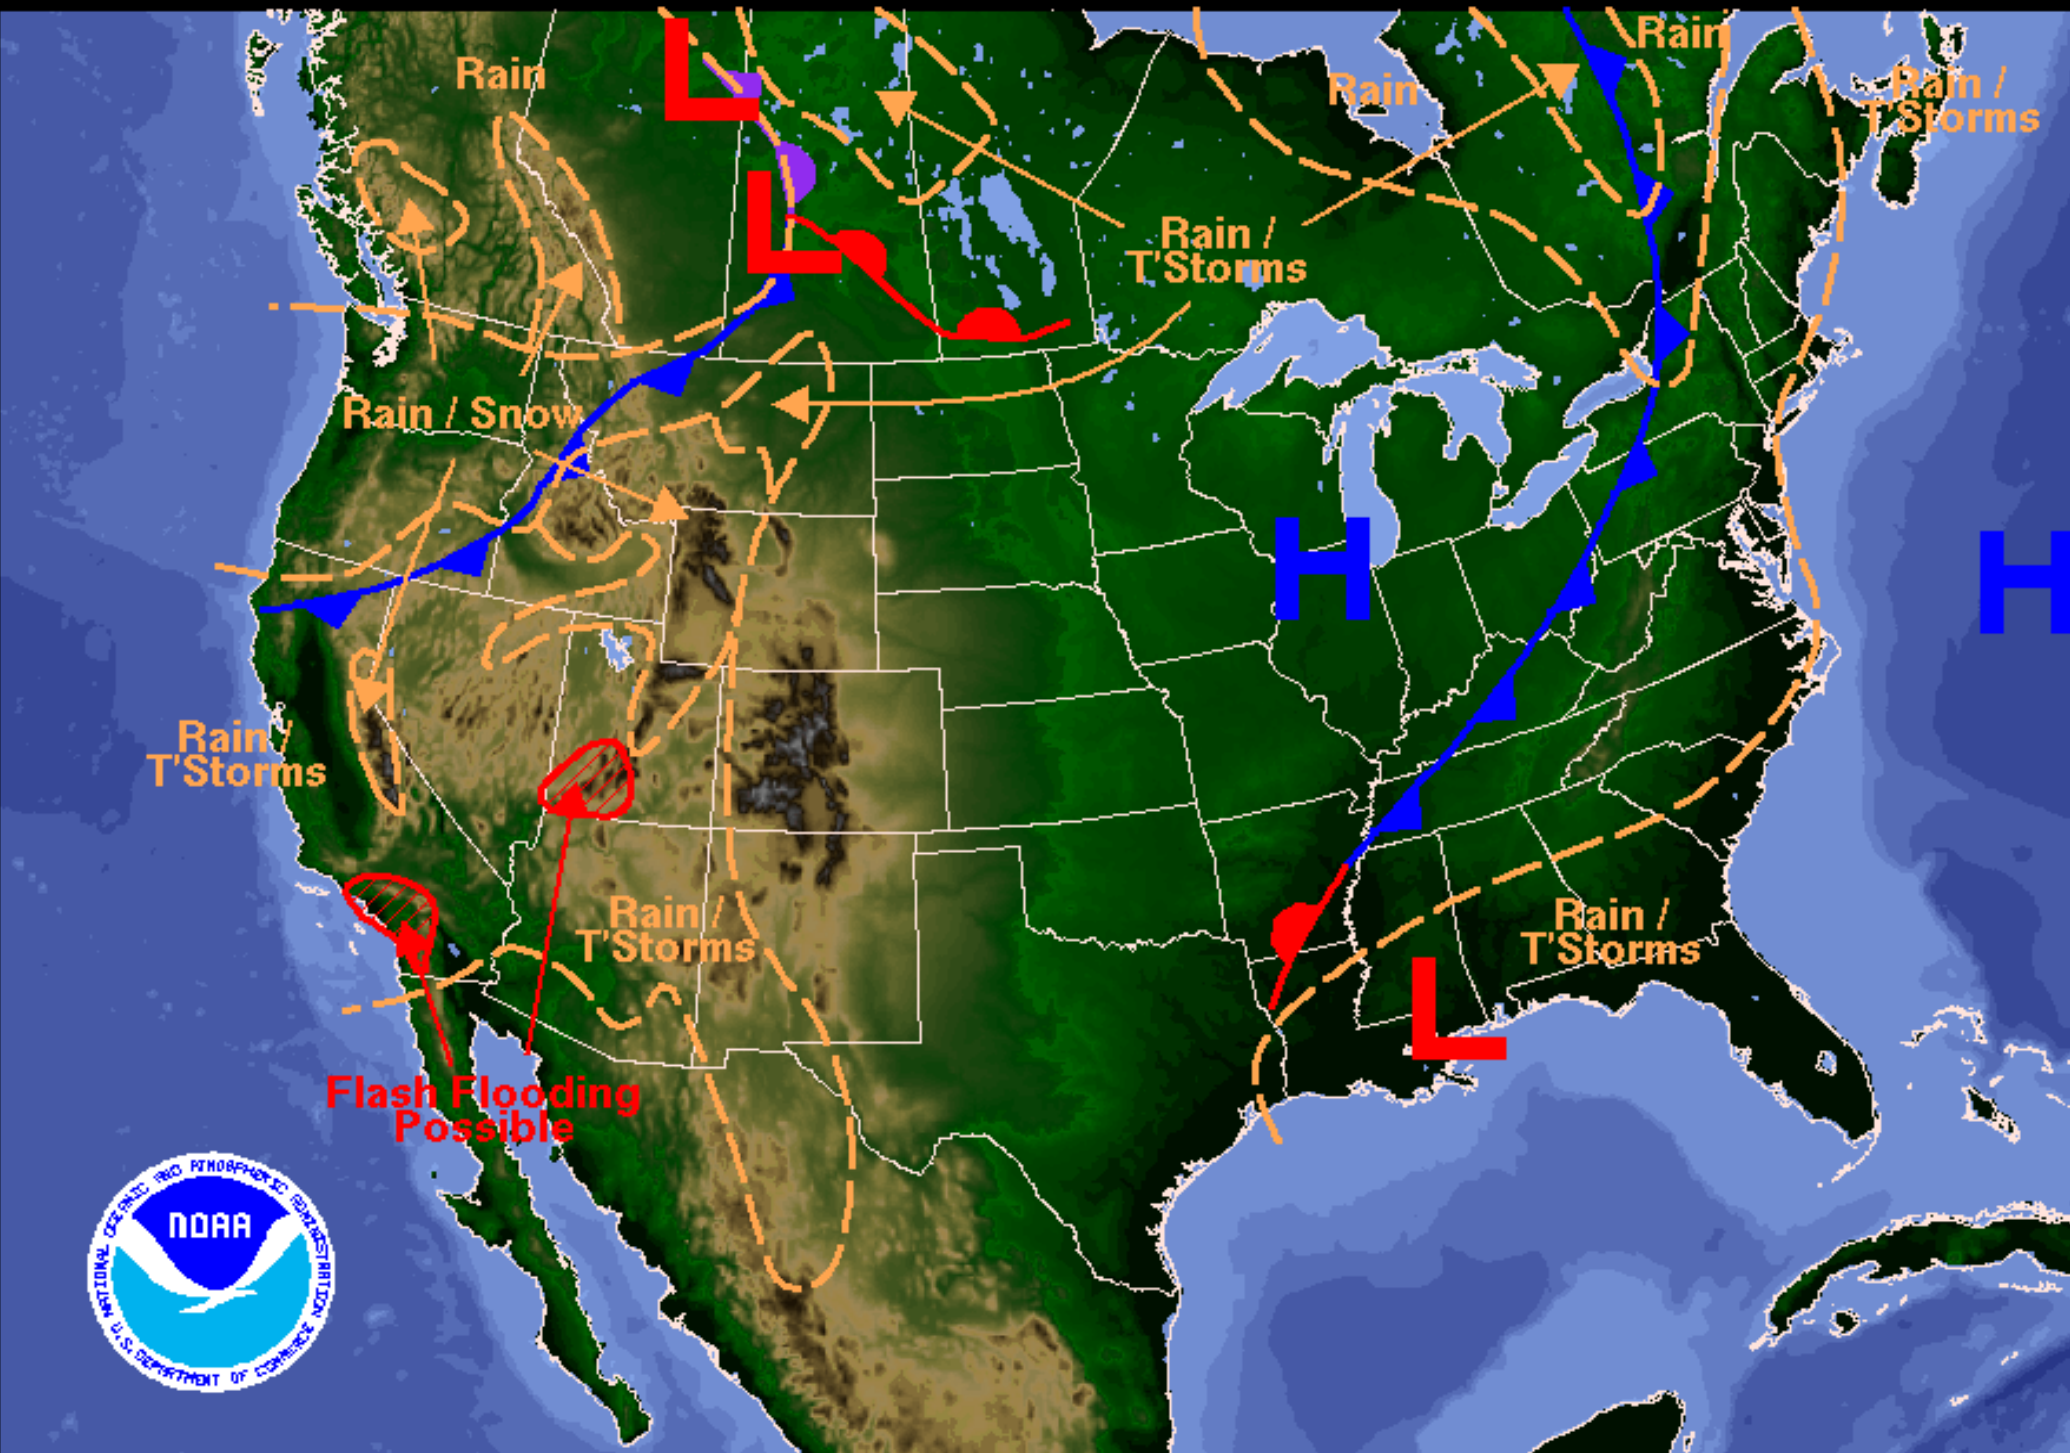 Rain
L
Rain
Rain
Rain /
T'Storms
L
Rain /
T'Storms
Rain / Snow
H
H
Rain /
T'Storms
Rain /
T'Storms
Rain /
T'Storms
L
Flash Flooding
Possible
NATIONAL OCEANIC AND ATMOSPHERIC ADMINISTRATION
NOAA
U.S. DEPARTMENT OF COMMERCE